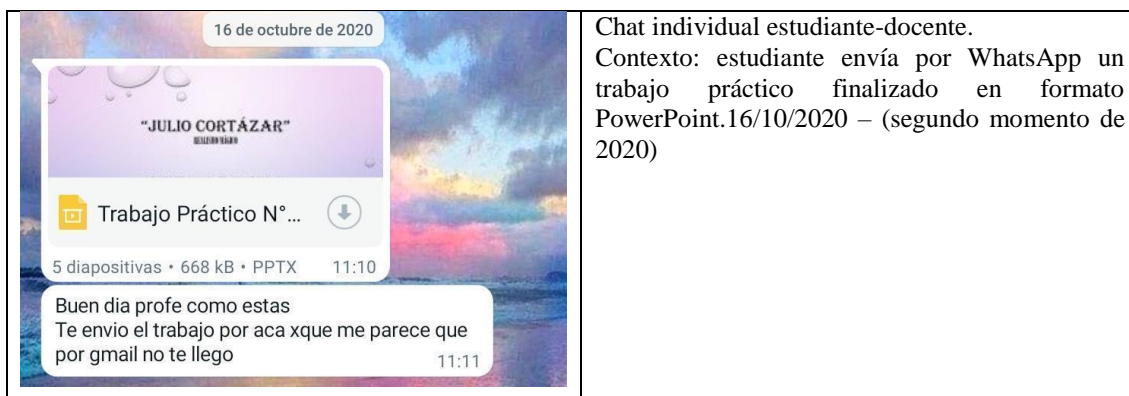 16 de octubre de 2020
“JULIO CORTÁZAR”
REALISMO MÁGICO
Trabajo Práctico N°...
5 diapositivas • 668 kB • PPTX 11:10
Buen dia profe como estas
Te envio el trabajo por aca xque me parece que
por gmail no te llego
11:11
Chat individual estudiante-docente.
Contexto: estudiante envía por WhatsApp un
trabajo práctico finalizado en formato
PowerPoint.16/10/2020 – (segundo momento de
2020)